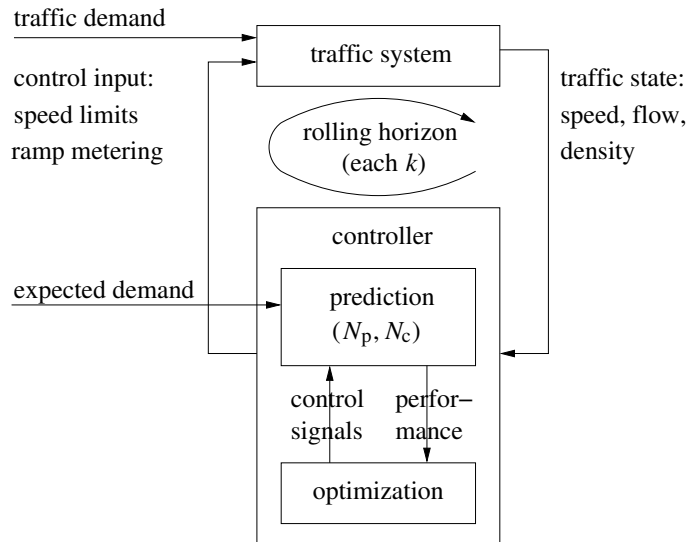 traffic demand
traffic system
control input:
speed limits
ramp metering
traffic state:
speed, flow,
density
rolling horizon
(each k)
controller
expected demand
prediction
(Np, Nc)
control
signals
perfor−
mance
optimization